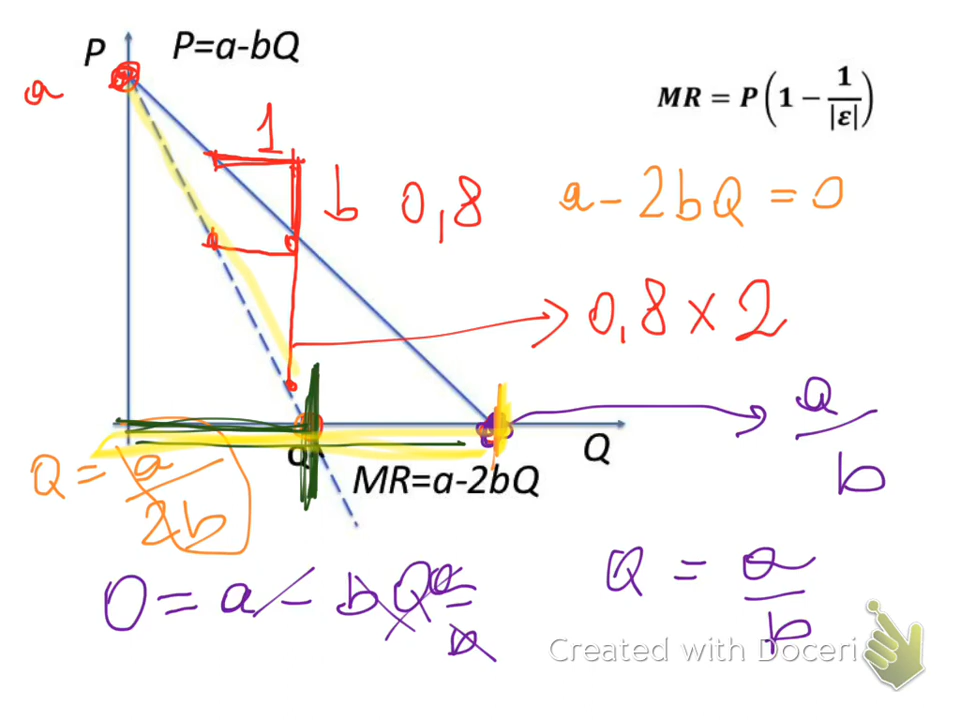 P
P=a-bQ
a
MR = P(1 - 1/|ε|)
1
b 0,8
a - 2bQ = 0
0,8 x 2
a/b
Q
Q
MR=a-2bQ
Q = a/2b
0 = a - bQ
Q = a/b
Created with Doceri